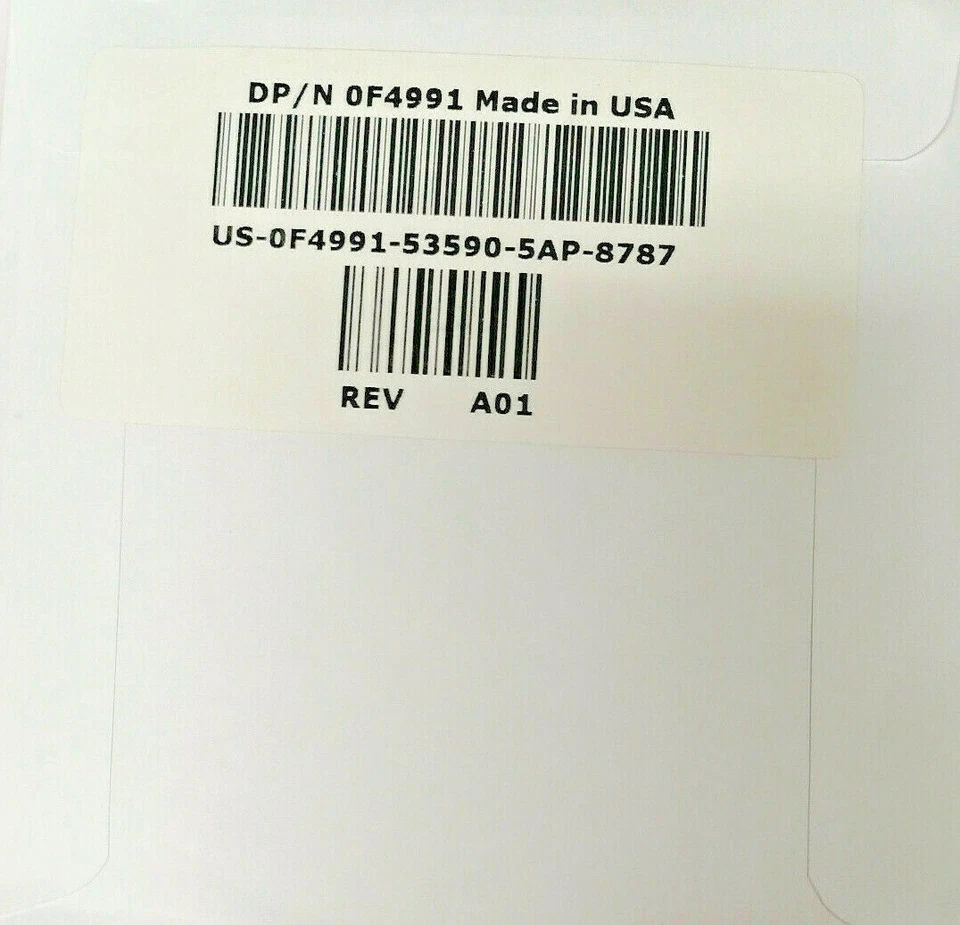 DP/N 0F4991 Made in USA
US-0F4991-53590-5AP-8787
REV A01